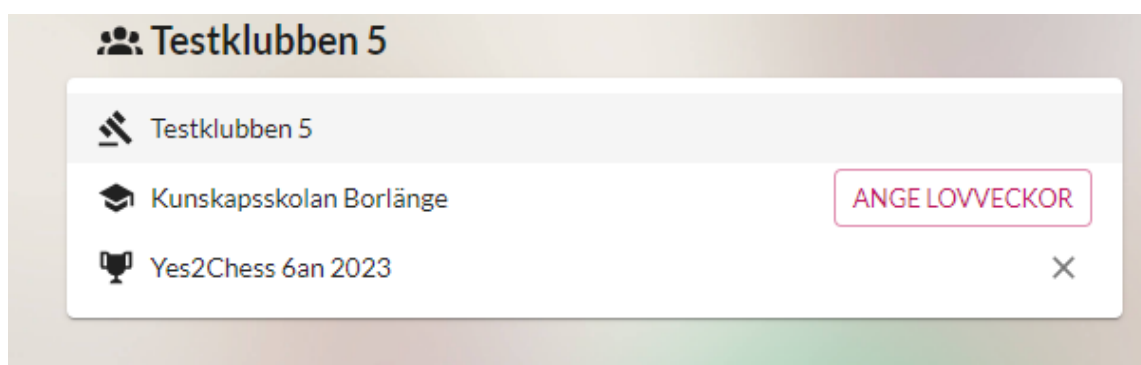 Testklubben 5
Testklubben 5
Kunskapsskolan Borlänge ANGE LOVVECKOR
Yes2Chess 6an 2023